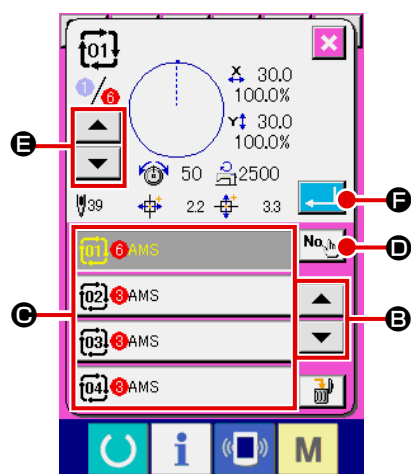 01
X 30.0
1/6 100.0%
Y 30.0
100.0%
E
50 2500
F
39 2.2 3.3
No. D
01 6 AMS
02 3 AMS
C B
03 3 AMS
04 3 AMS
i M